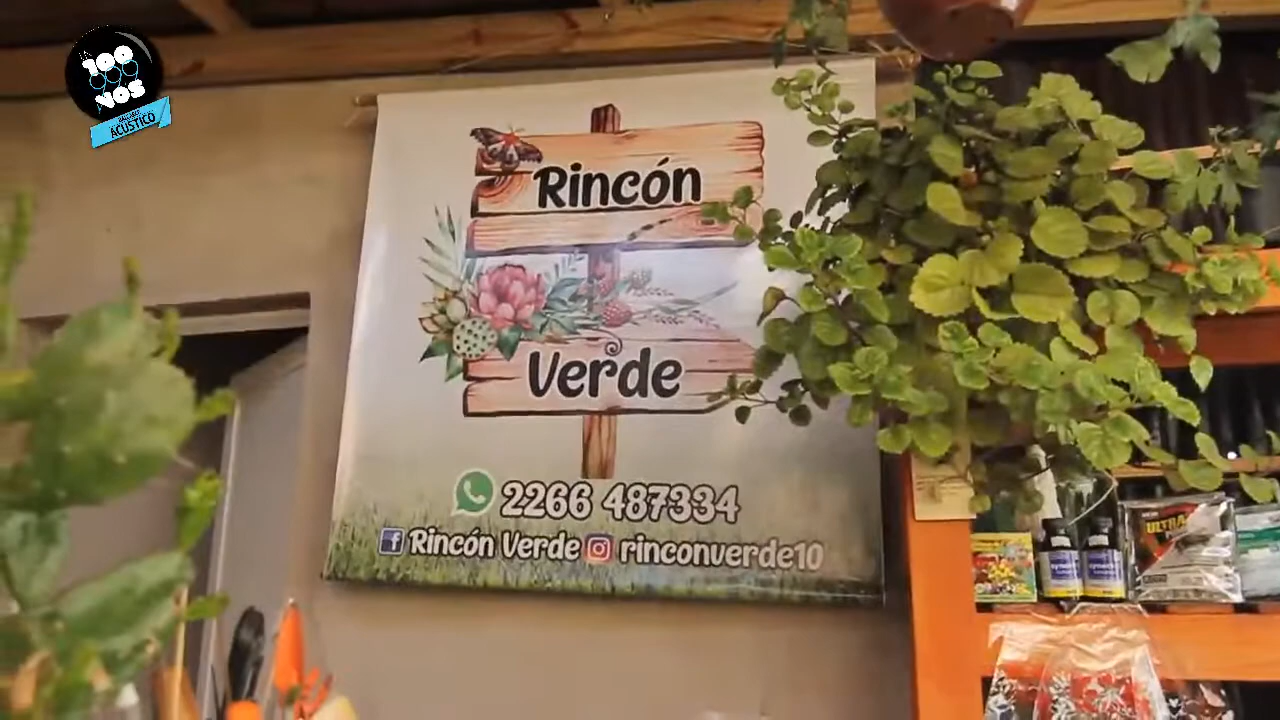 100
NOS
ACÚSTICO
Rincón
Verde
2266 487334
Rincón Verde rinconverde10
ULTRA